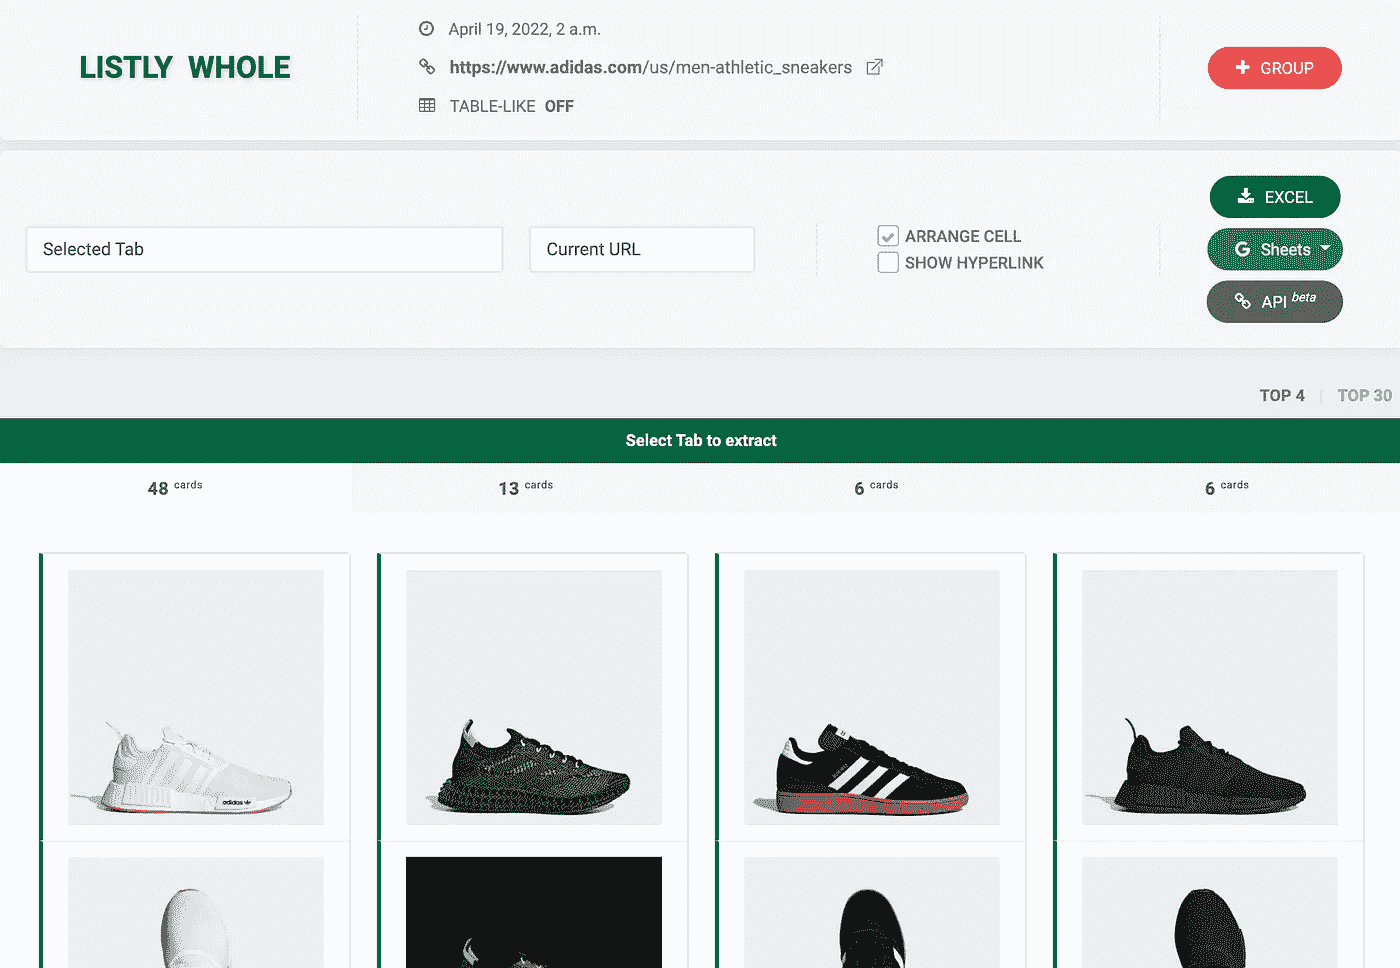 LISTLY WHOLE
April 19, 2022, 2 a.m.
https://www.adidas.com/us/men-athletic_sneakers
TABLE-LIKE OFF
GROUP
Selected Tab
Current URL
ARRANGE CELL
SHOW HYPERLINK
EXCEL
G Sheets
API beta
TOP 4 | TOP 30
Select Tab to extract
48 cards
13 cards
6 cards
6 cards
adidas